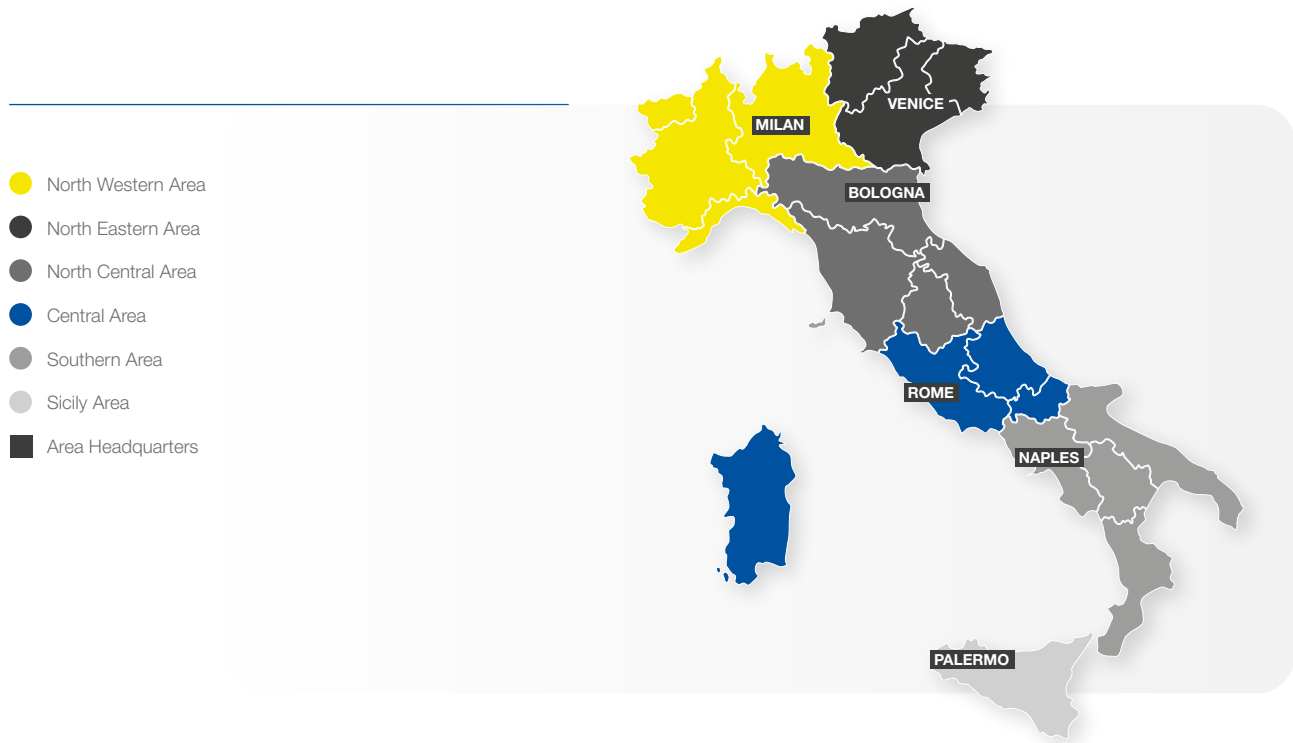 North Western Area
North Eastern Area
North Central Area
Central Area
Southern Area
Sicily Area
Area Headquarters
VENICE
MILAN
BOLOGNA
ROME
NAPLES
PALERMO